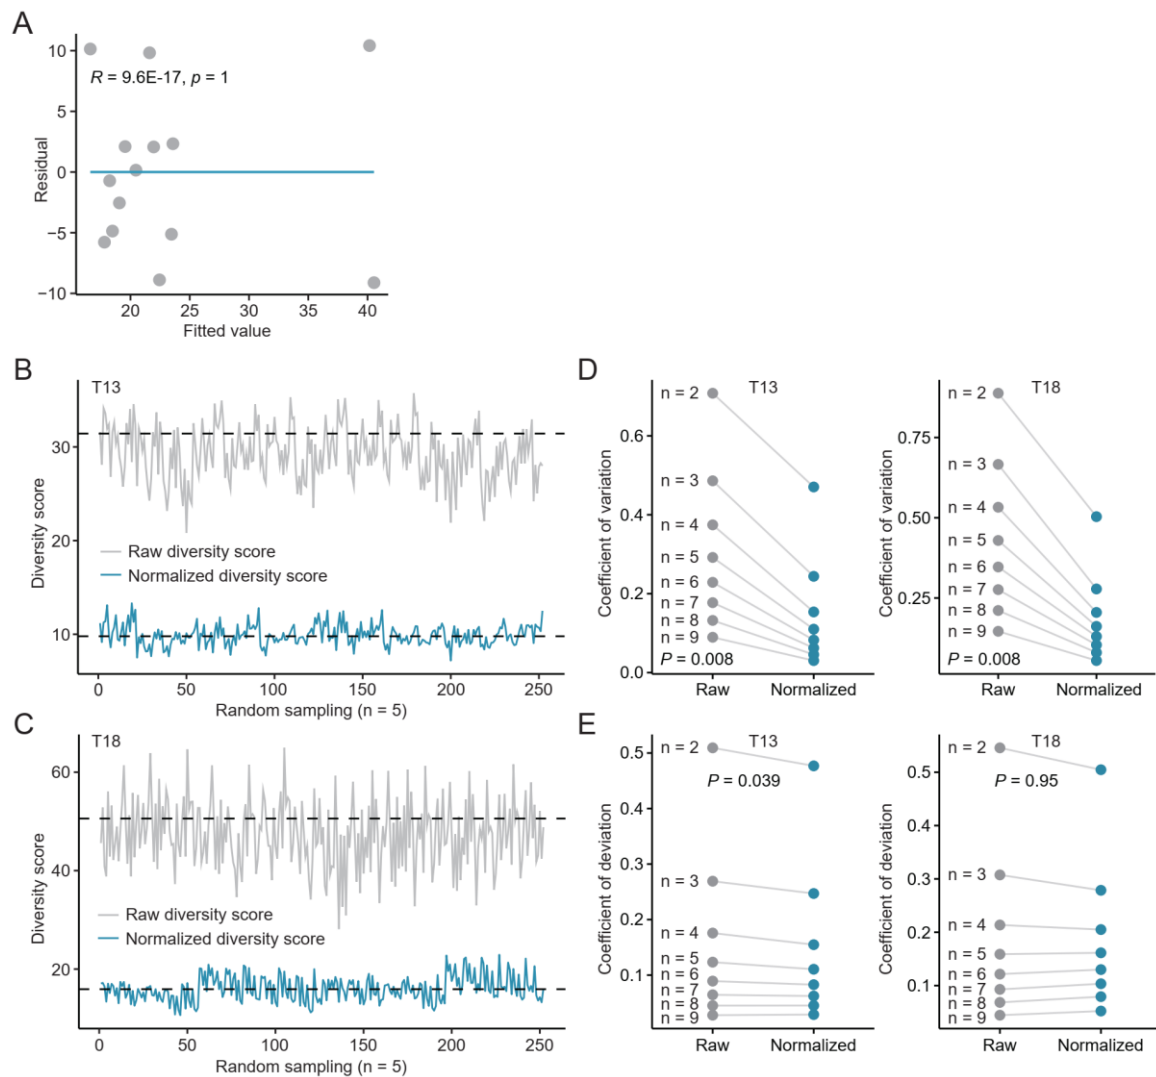 A
10
5
0
−5
−10
Residual
R = 9.6E-17, p = 1
20 25 30 35 40
Fitted value
B
T13
30
20
10
Diversity score
Raw diversity score
Normalized diversity score
0 50 100 150 200 250
Random sampling (n = 5)
C
T18
60
40
20
Diversity score
Raw diversity score
Normalized diversity score
0 50 100 150 200 250
Random sampling (n = 5)
D
T13
0.6
0.4
0.2
0.0
Coefficient of variation
n = 2
n = 3
n = 4
n = 5
n = 6
n = 7
n = 8
n = 9
P = 0.008
Raw Normalized
T18
0.75
0.50
0.25
Coefficient of variation
n = 2
n = 3
n = 4
n = 5
n = 6
n = 7
n = 8
n = 9
P = 0.008
Raw Normalized
E
T13
0.5
0.4
0.3
0.2
0.1
Coefficient of deviation
n = 2
P = 0.039
n = 3
n = 4
n = 5
n = 6
n = 7
n = 8
n = 9
Raw Normalized
T18
0.5
0.4
0.3
0.2
0.1
Coefficient of deviation
n = 2
P = 0.95
n = 3
n = 4
n = 5
n = 6
n = 7
n = 8
n = 9
Raw Normalized